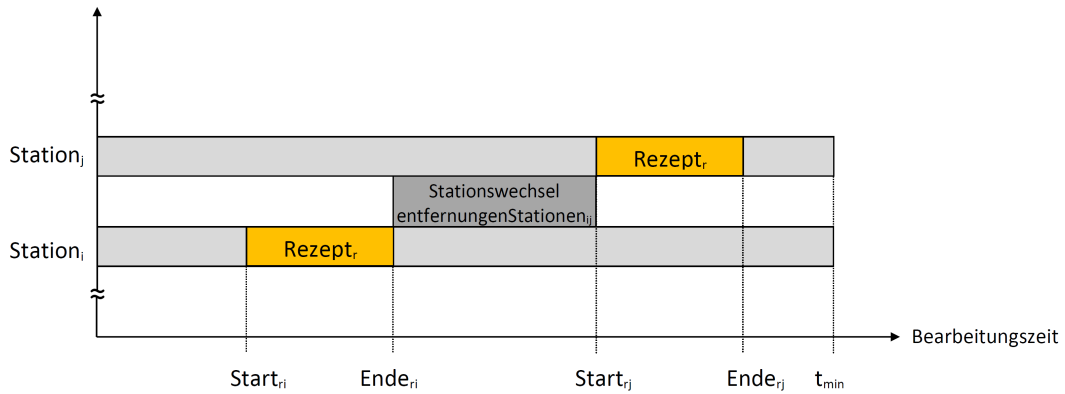 Stationⱼ
Rezeptᵣ
Stationswechsel
entfernungenStationenᵢⱼ
Stationᵢ
Rezeptᵣ
Bearbeitungszeit
Startᵣᵢ
Endeᵣᵢ
Startᵣⱼ
Endeᵣⱼ
tₘᵢₙ